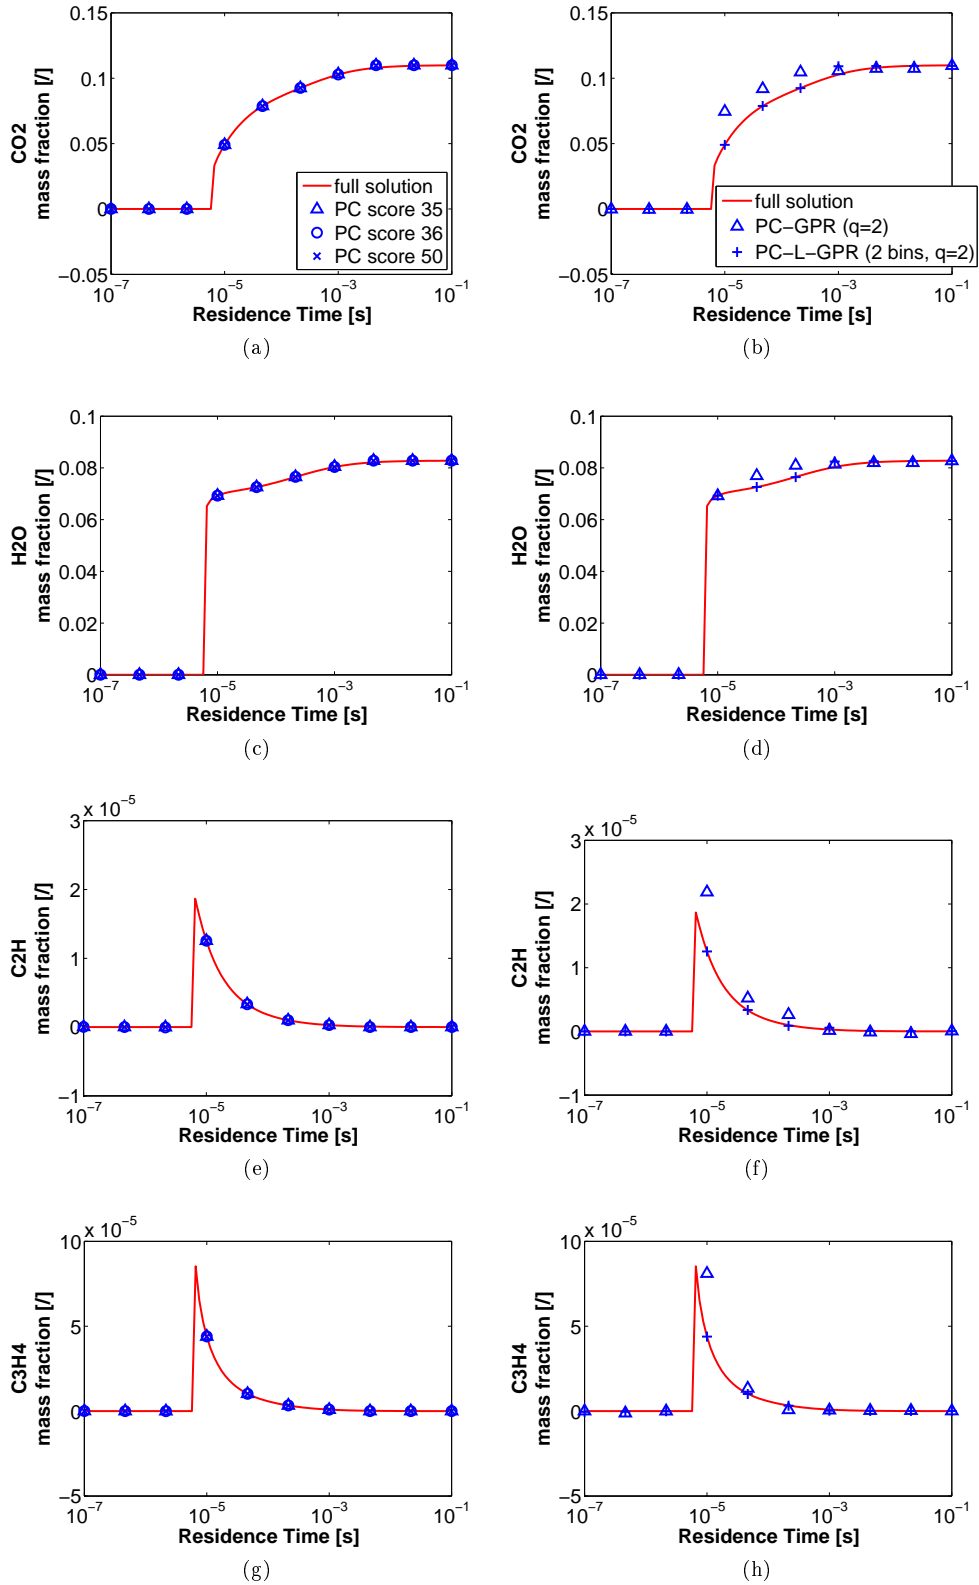 0.15
0.1
0.05
0
−0.05
CO2
mass fraction [/]
full solution
PC score 35
PC score 36
PC score 50
10−7
10−5
10−3
10−1
Residence Time [s]
(a)
0.15
0.1
0.05
0
−0.05
CO2
mass fraction [/]
full solution
PC−GPR (q=2)
PC−L−GPR (2 bins, q=2)
10−7
10−5
10−3
10−1
Residence Time [s]
(b)
0.1
0.08
0.06
0.04
0.02
0
H2O
mass fraction [/]
10−7
10−5
10−3
10−1
Residence Time [s]
(c)
0.1
0.08
0.06
0.04
0.02
0
H2O
mass fraction [/]
10−7
10−5
10−3
10−1
Residence Time [s]
(d)
x 10−5
3
2
1
0
−1
C2H
mass fraction [/]
10−7
10−5
10−3
10−1
Residence Time [s]
(e)
x 10−5
3
2
1
0
−1
C2H
mass fraction [/]
10−7
10−5
10−3
10−1
Residence Time [s]
(f)
x 10−5
10
5
0
−5
C3H4
mass fraction [/]
10−7
10−5
10−3
10−1
Residence Time [s]
(g)
x 10−5
10
5
0
−5
C3H4
mass fraction [/]
10−7
10−5
10−3
10−1
Residence Time [s]
(h)